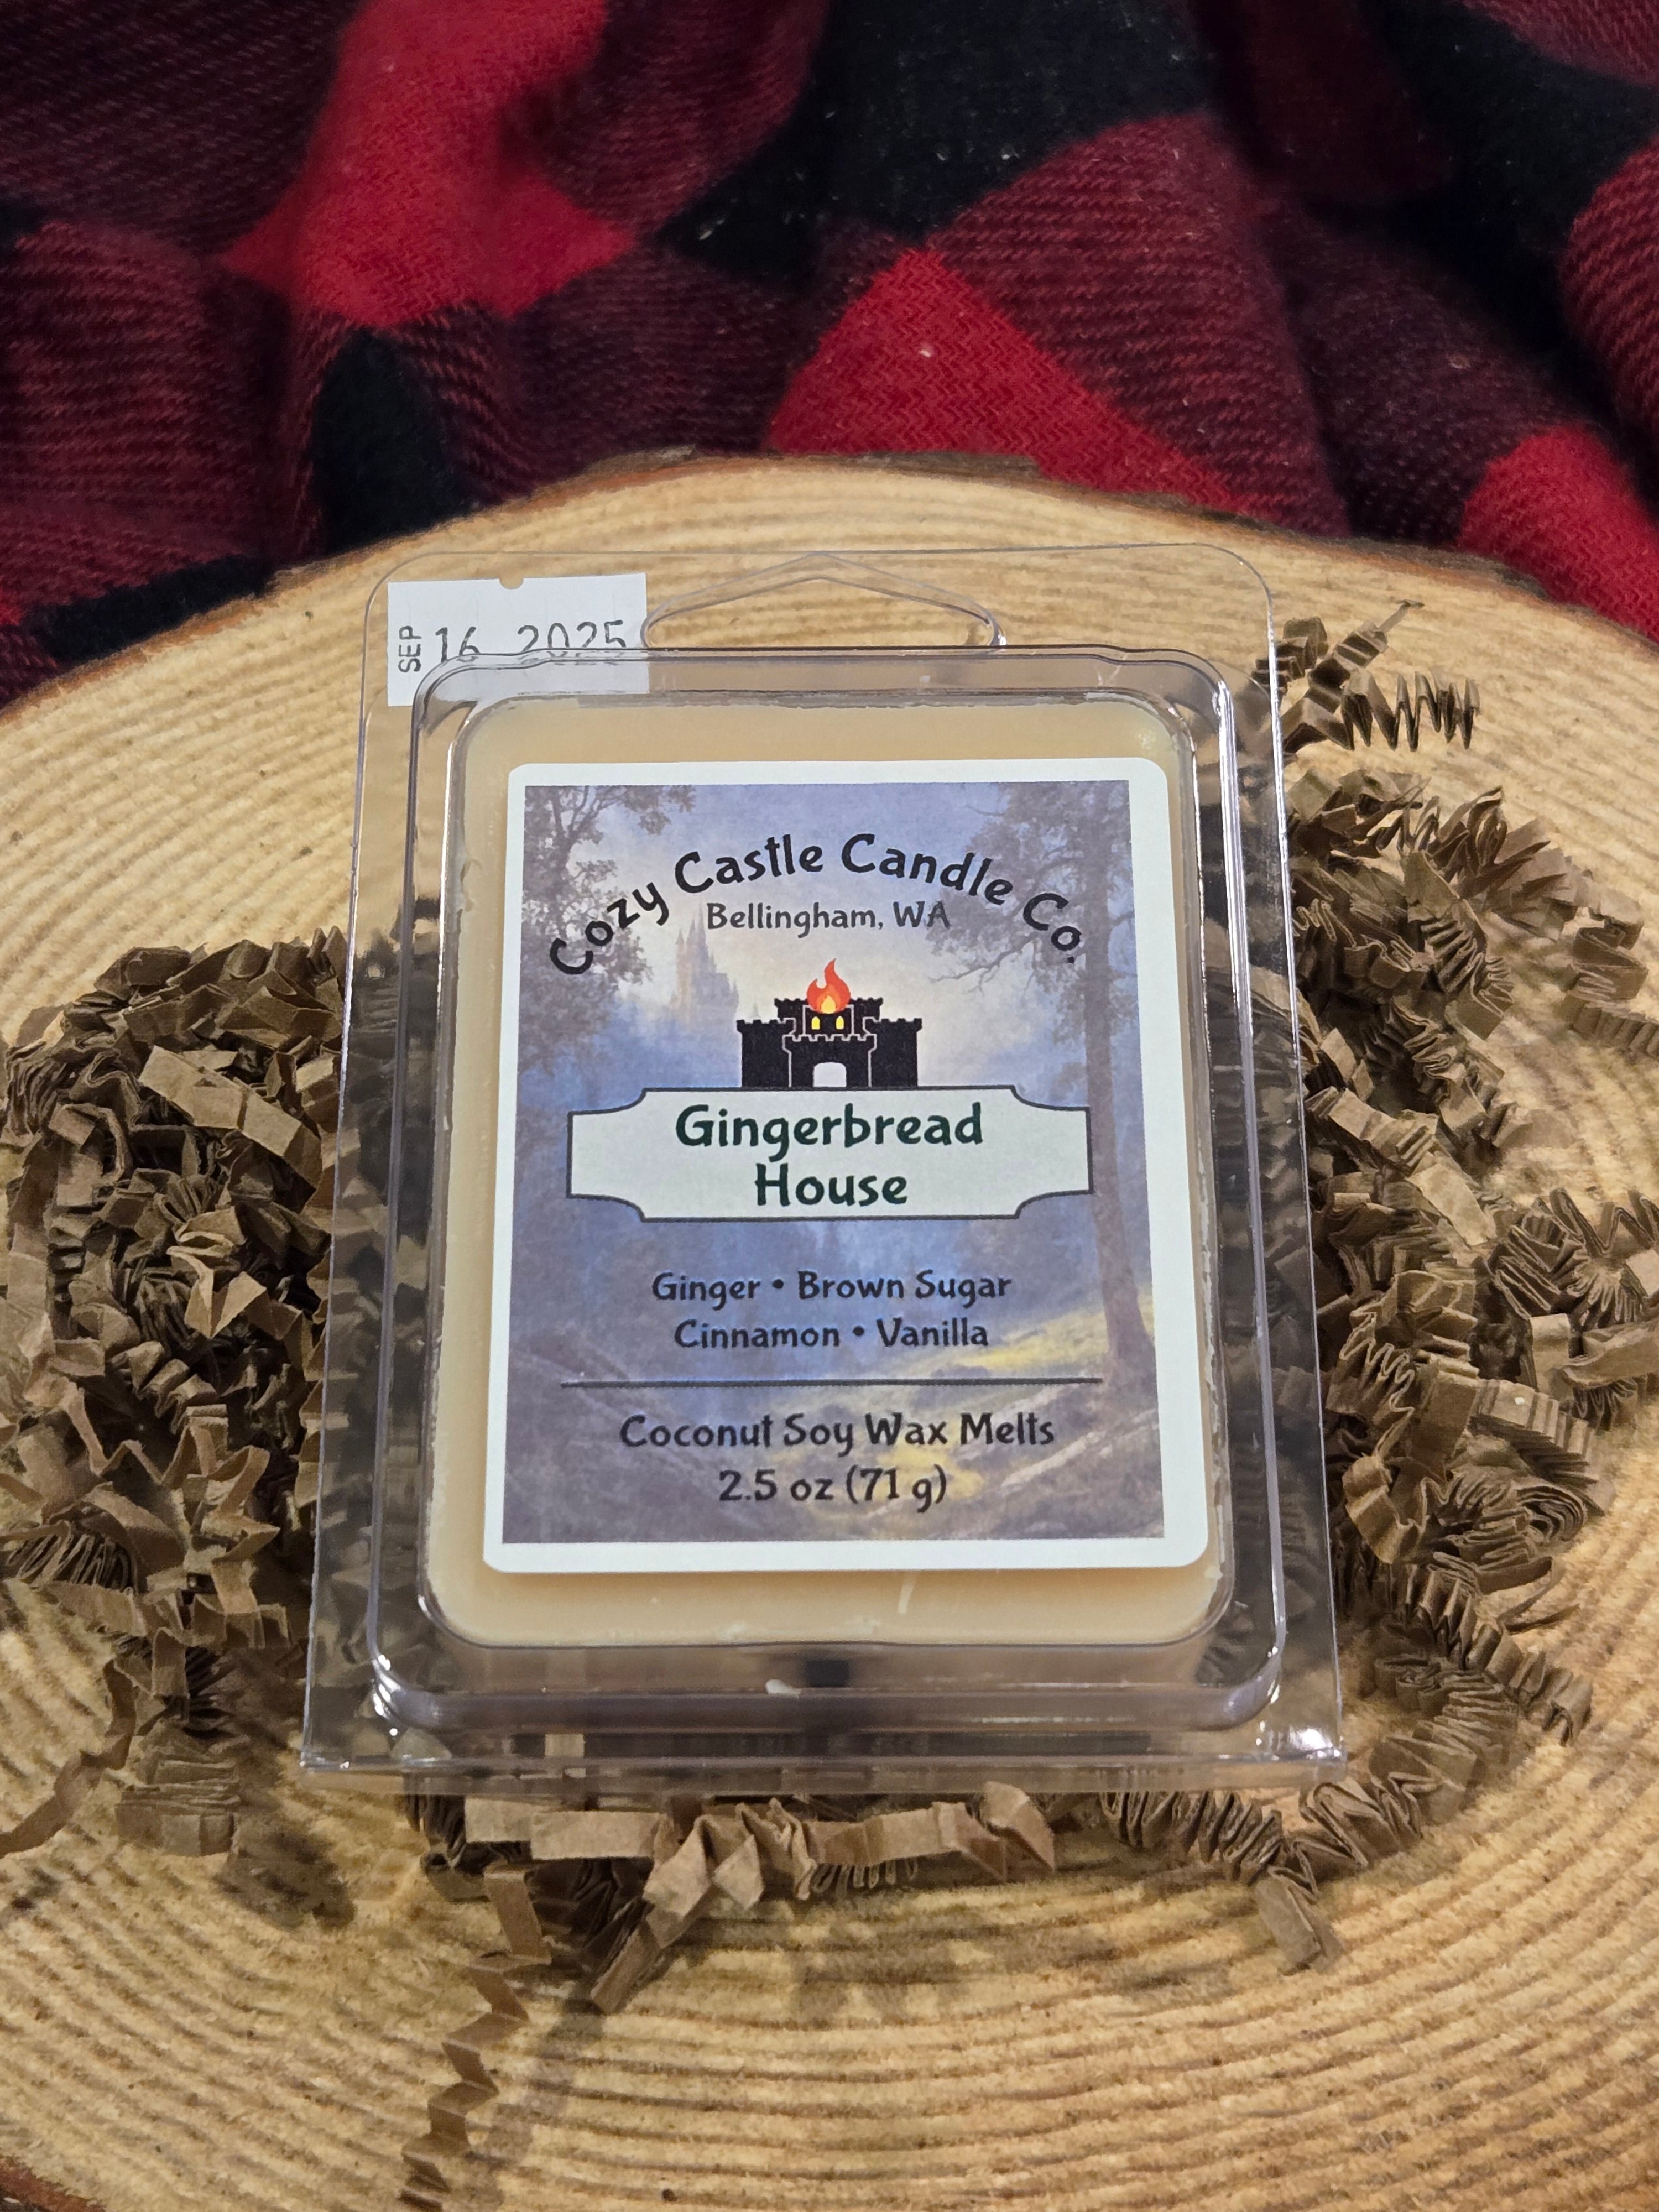 SEP 16 2025
Cozy Castle Candle Co.
Bellingham, WA
Gingerbread
House
Ginger • Brown Sugar
Cinnamon • Vanilla
Coconut Soy Wax Melts
2.5 oz (71 g)